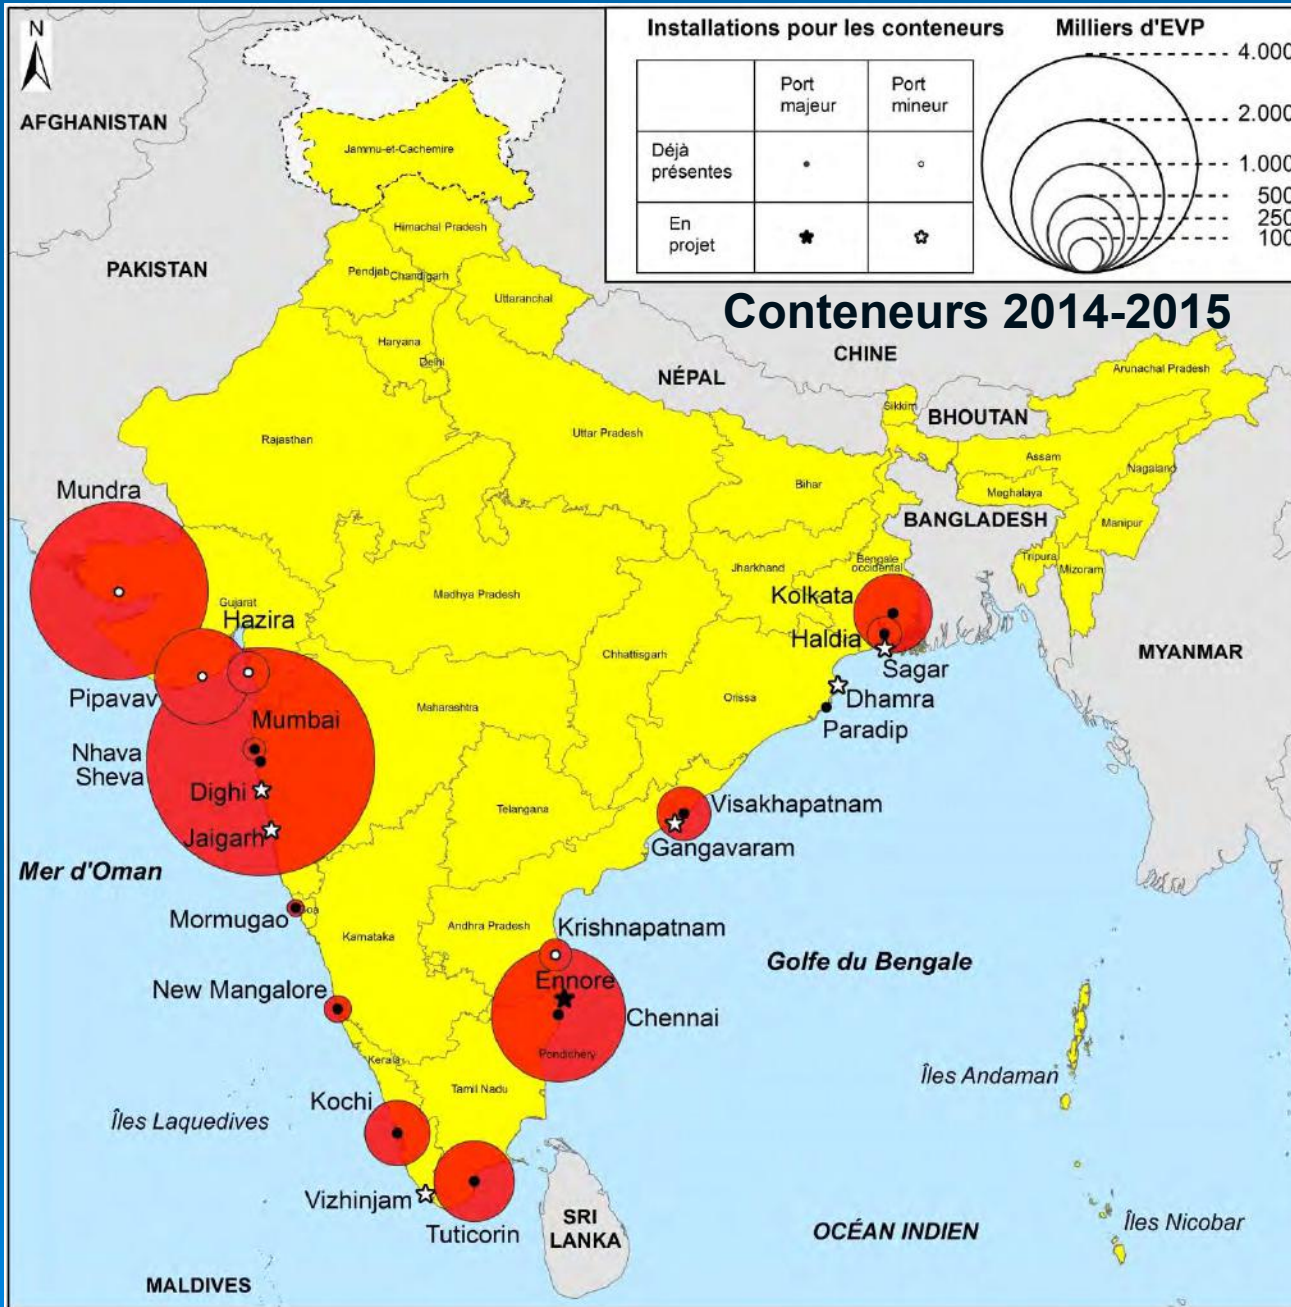 N
Installations pour les conteneurs
Milliers d'EVP
Port majeur
Port mineur
Déjà présentes
En projet
4.000
2.000
1.000
500
250
100
Conteneurs 2014-2015
AFGHANISTAN
PAKISTAN
CHINE
NÉPAL
BHOUTAN
BANGLADESH
MYANMAR
Jammu-et-Cachemire
Himachal Pradesh
Pendjab
Chandigarh
Uttaranchal
Haryana
Delhi
Rajasthan
Uttar Pradesh
Sikkim
Arunachal Pradesh
Assam
Nagaland
Meghalaya
Manipur
Tripura
Mizoram
Bihar
Jharkhand
Bengale
occidental
Gujarat
Madhya Pradesh
Chhattisgarh
Orissa
Maharashtra
Telangana
Andhra Pradesh
Karnataka
Goa
Kerala
Tamil Nadu
Pondichery
Mundra
Hazira
Pipavav
Mumbai
Nhava
Sheva
Dighi
Jaigarh
Mer d'Oman
Mormugao
New Mangalore
Kochi
Îles Laquedives
Vizhinjam
Tuticorin
Kolkata
Haldia
Sagar
Dhamra
Paradip
Visakhapatnam
Gangavaram
Krishnapatnam
Ennore
Chennai
Golfe du Bengale
Îles Andaman
Îles Nicobar
SRI
LANKA
OCÉAN INDIEN
MALDIVES